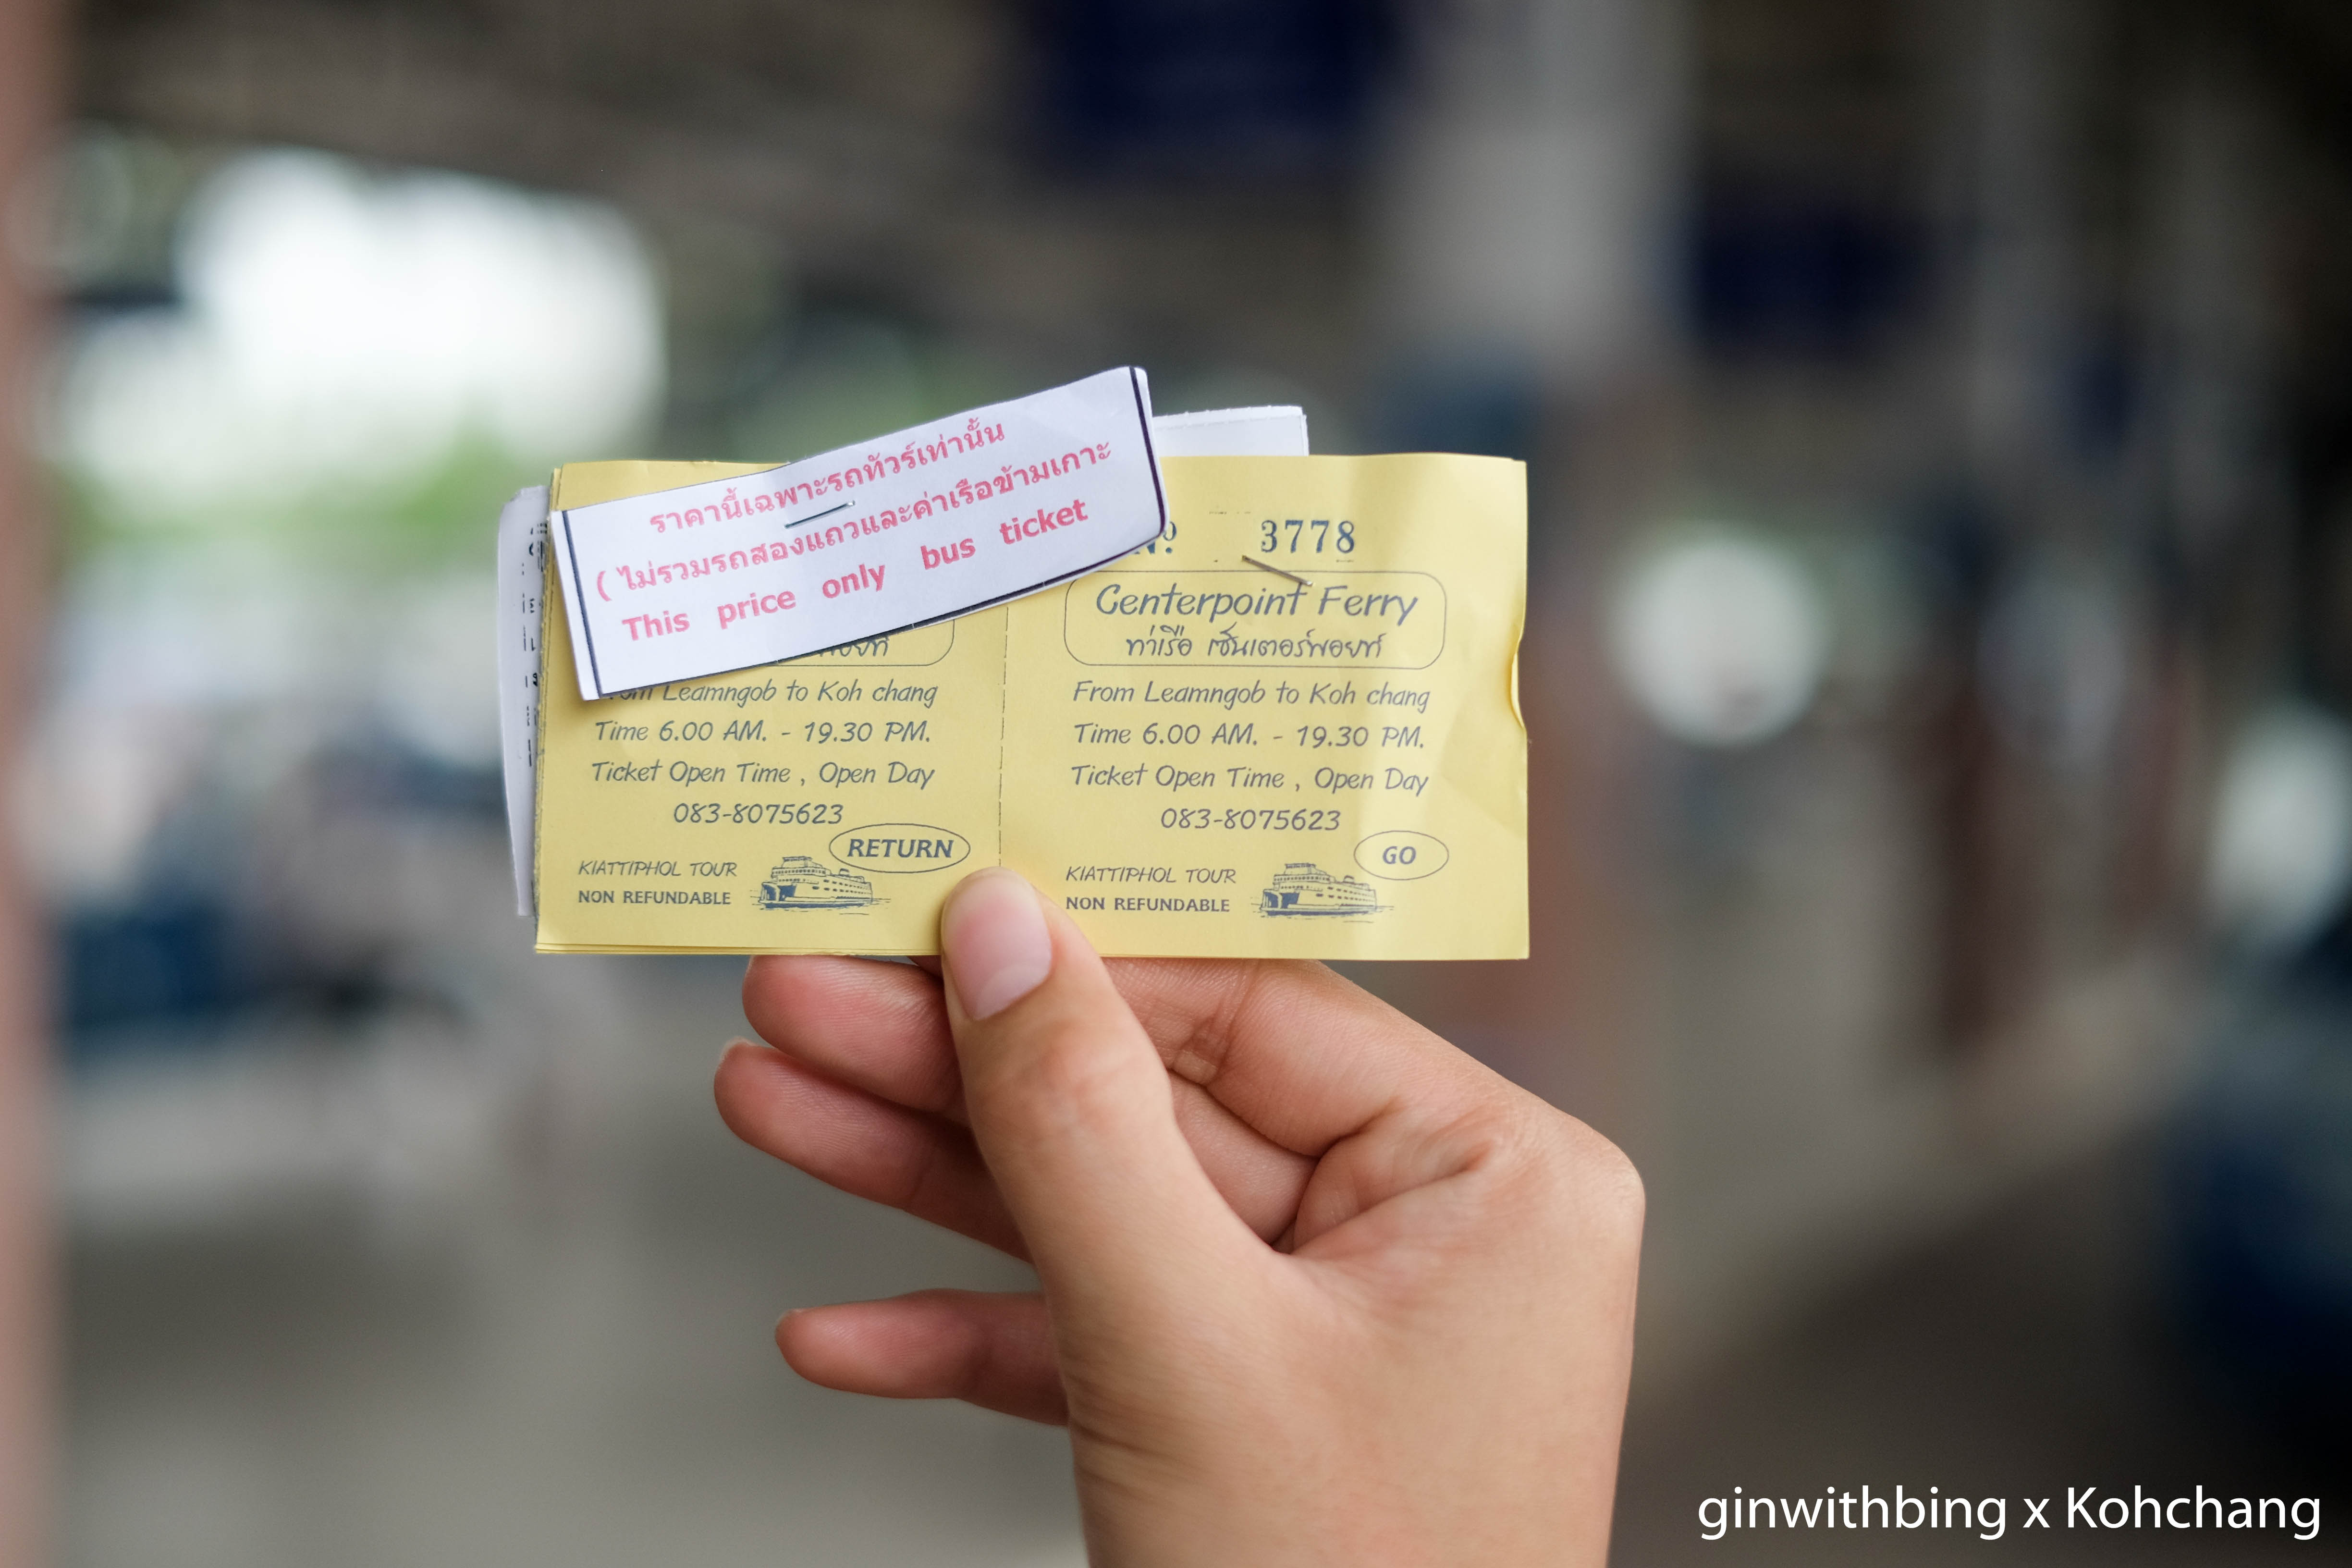 ราคานี้เฉพาะรถทัวร์เท่านั้น
( ไม่รวมรถสองแถวและค่าเรือข้ามเกาะ
This price only bus ticket
Leamngob to Koh chang
Time 6.00 AM. - 19.30 PM.
Ticket Open Time , Open Day
083-8075623
RETURN
KIATTIPHOL TOUR
NON REFUNDABLE
Nº 3778
Centerpoint Ferry
ท่าเรือ เซ็นเตอร์พอยท์
From Leamngob to Koh chang
Time 6.00 AM. - 19.30 PM.
Ticket Open Time , Open Day
083-8075623
GO
KIATTIPHOL TOUR
NON REFUNDABLE
ginwithbing x Kohchang